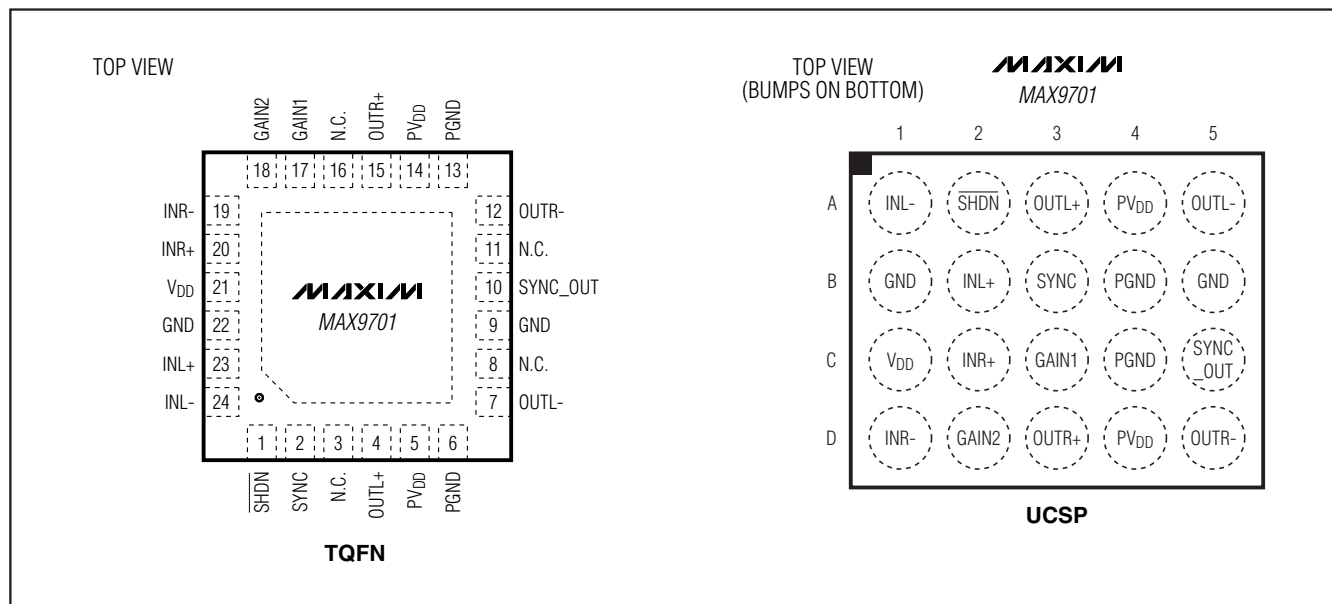 TOP VIEW
GAIN2
GAIN1
N.C.
OUTR+
PVDD
PGND
18 17 16 15 14 13
INR- 19
INR+ 20
VDD 21
GND 22
INL+ 23
INL- 24
12 OUTR-
11 N.C.
10 SYNC_OUT
9 GND
8 N.C.
7 OUTL-
MAXIM
MAX9701
1 2 3 4 5 6
SHDN
SYNC
N.C.
OUTL+
PVDD
PGND
TQFN
TOP VIEW
(BUMPS ON BOTTOM)
MAXIM
MAX9701
1 2 3 4 5
A INL- SHDN OUTL+ PVDD OUTL-
B GND INL+ SYNC PGND GND
C VDD INR+ GAIN1 PGND SYNC
_OUT
D INR- GAIN2 OUTR+ PVDD OUTR-
UCSP